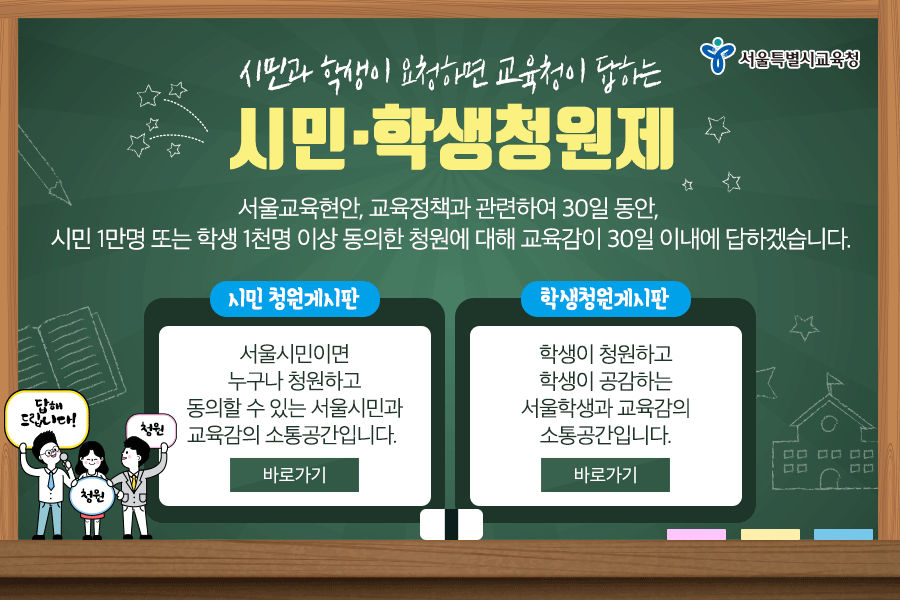 서울특별시교육청
시민과 학생이 요청하면 교육청이 답하는
시민·학생청원제
서울교육현안, 교육정책과 관련하여 30일 동안,
시민 1만명 또는 학생 1천명 이상 동의한 청원에 대해 교육감이 30일 이내에 답하겠습니다.
시민 청원게시판
서울시민이면
누구나 청원하고
동의할 수 있는 서울시민과
교육감의 소통공간입니다.
바로가기
학생청원게시판
학생이 청원하고
학생이 공감하는
서울학생과 교육감의
소통공간입니다.
바로가기
답해
드립니다!
청원
청원